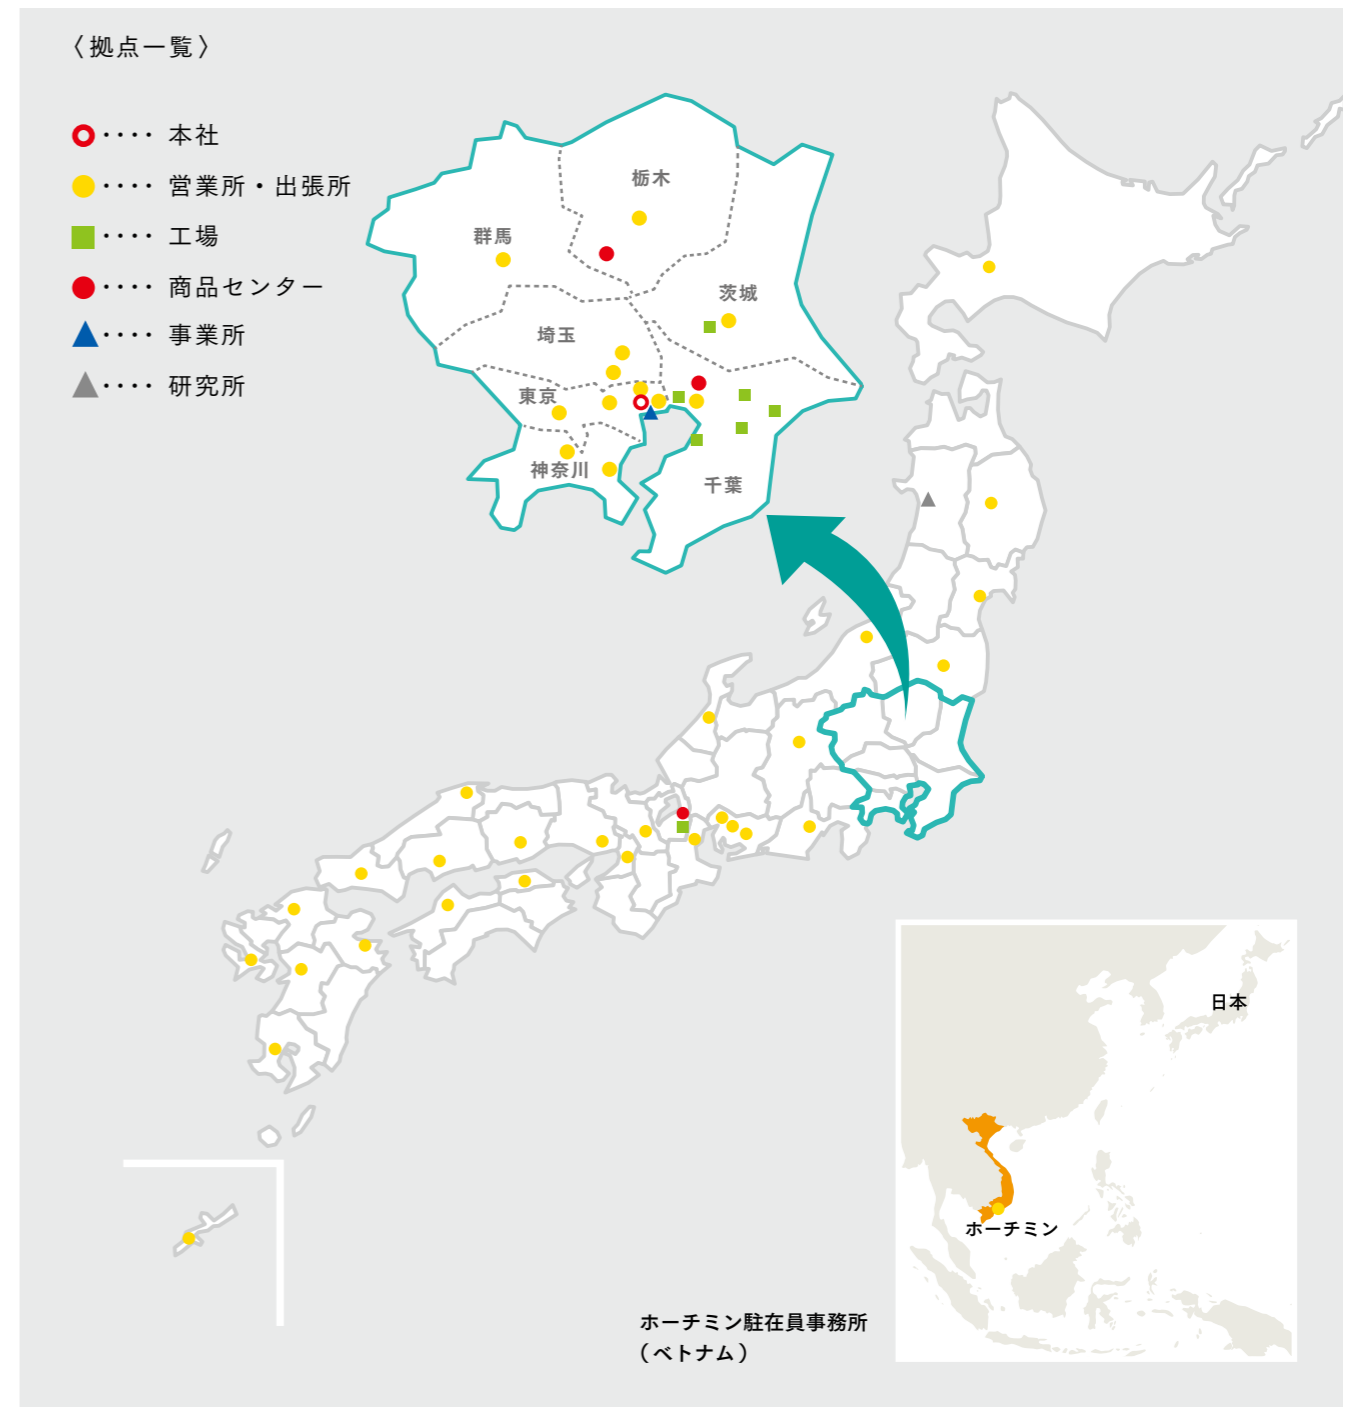 〈拠点一覧〉
・・・・ 本社
・・・・ 営業所・出張所
・・・・ 工場
・・・・ 商品センター
・・・・ 事業所
・・・・ 研究所
栃木
群馬
茨城
埼玉
東京
神奈川
千葉
日本
ホーチミン
ホーチミン駐在員事務所
（ベトナム）